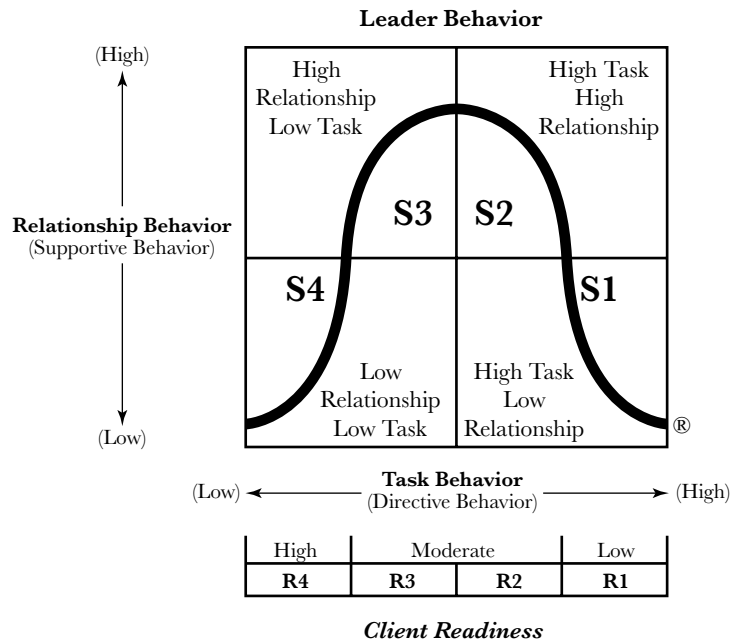 Leader Behavior
(High)
High
Relationship
Low Task
High Task
High
Relationship
S3
S2
Relationship Behavior
(Supportive Behavior)
S4
S1
Low
Relationship
Low Task
High Task
Low
Relationship
®
(Low)
Task Behavior
(Low)
(Directive Behavior)
(High)
High
Moderate
Low
R4
R3
R2
R1
Client Readiness